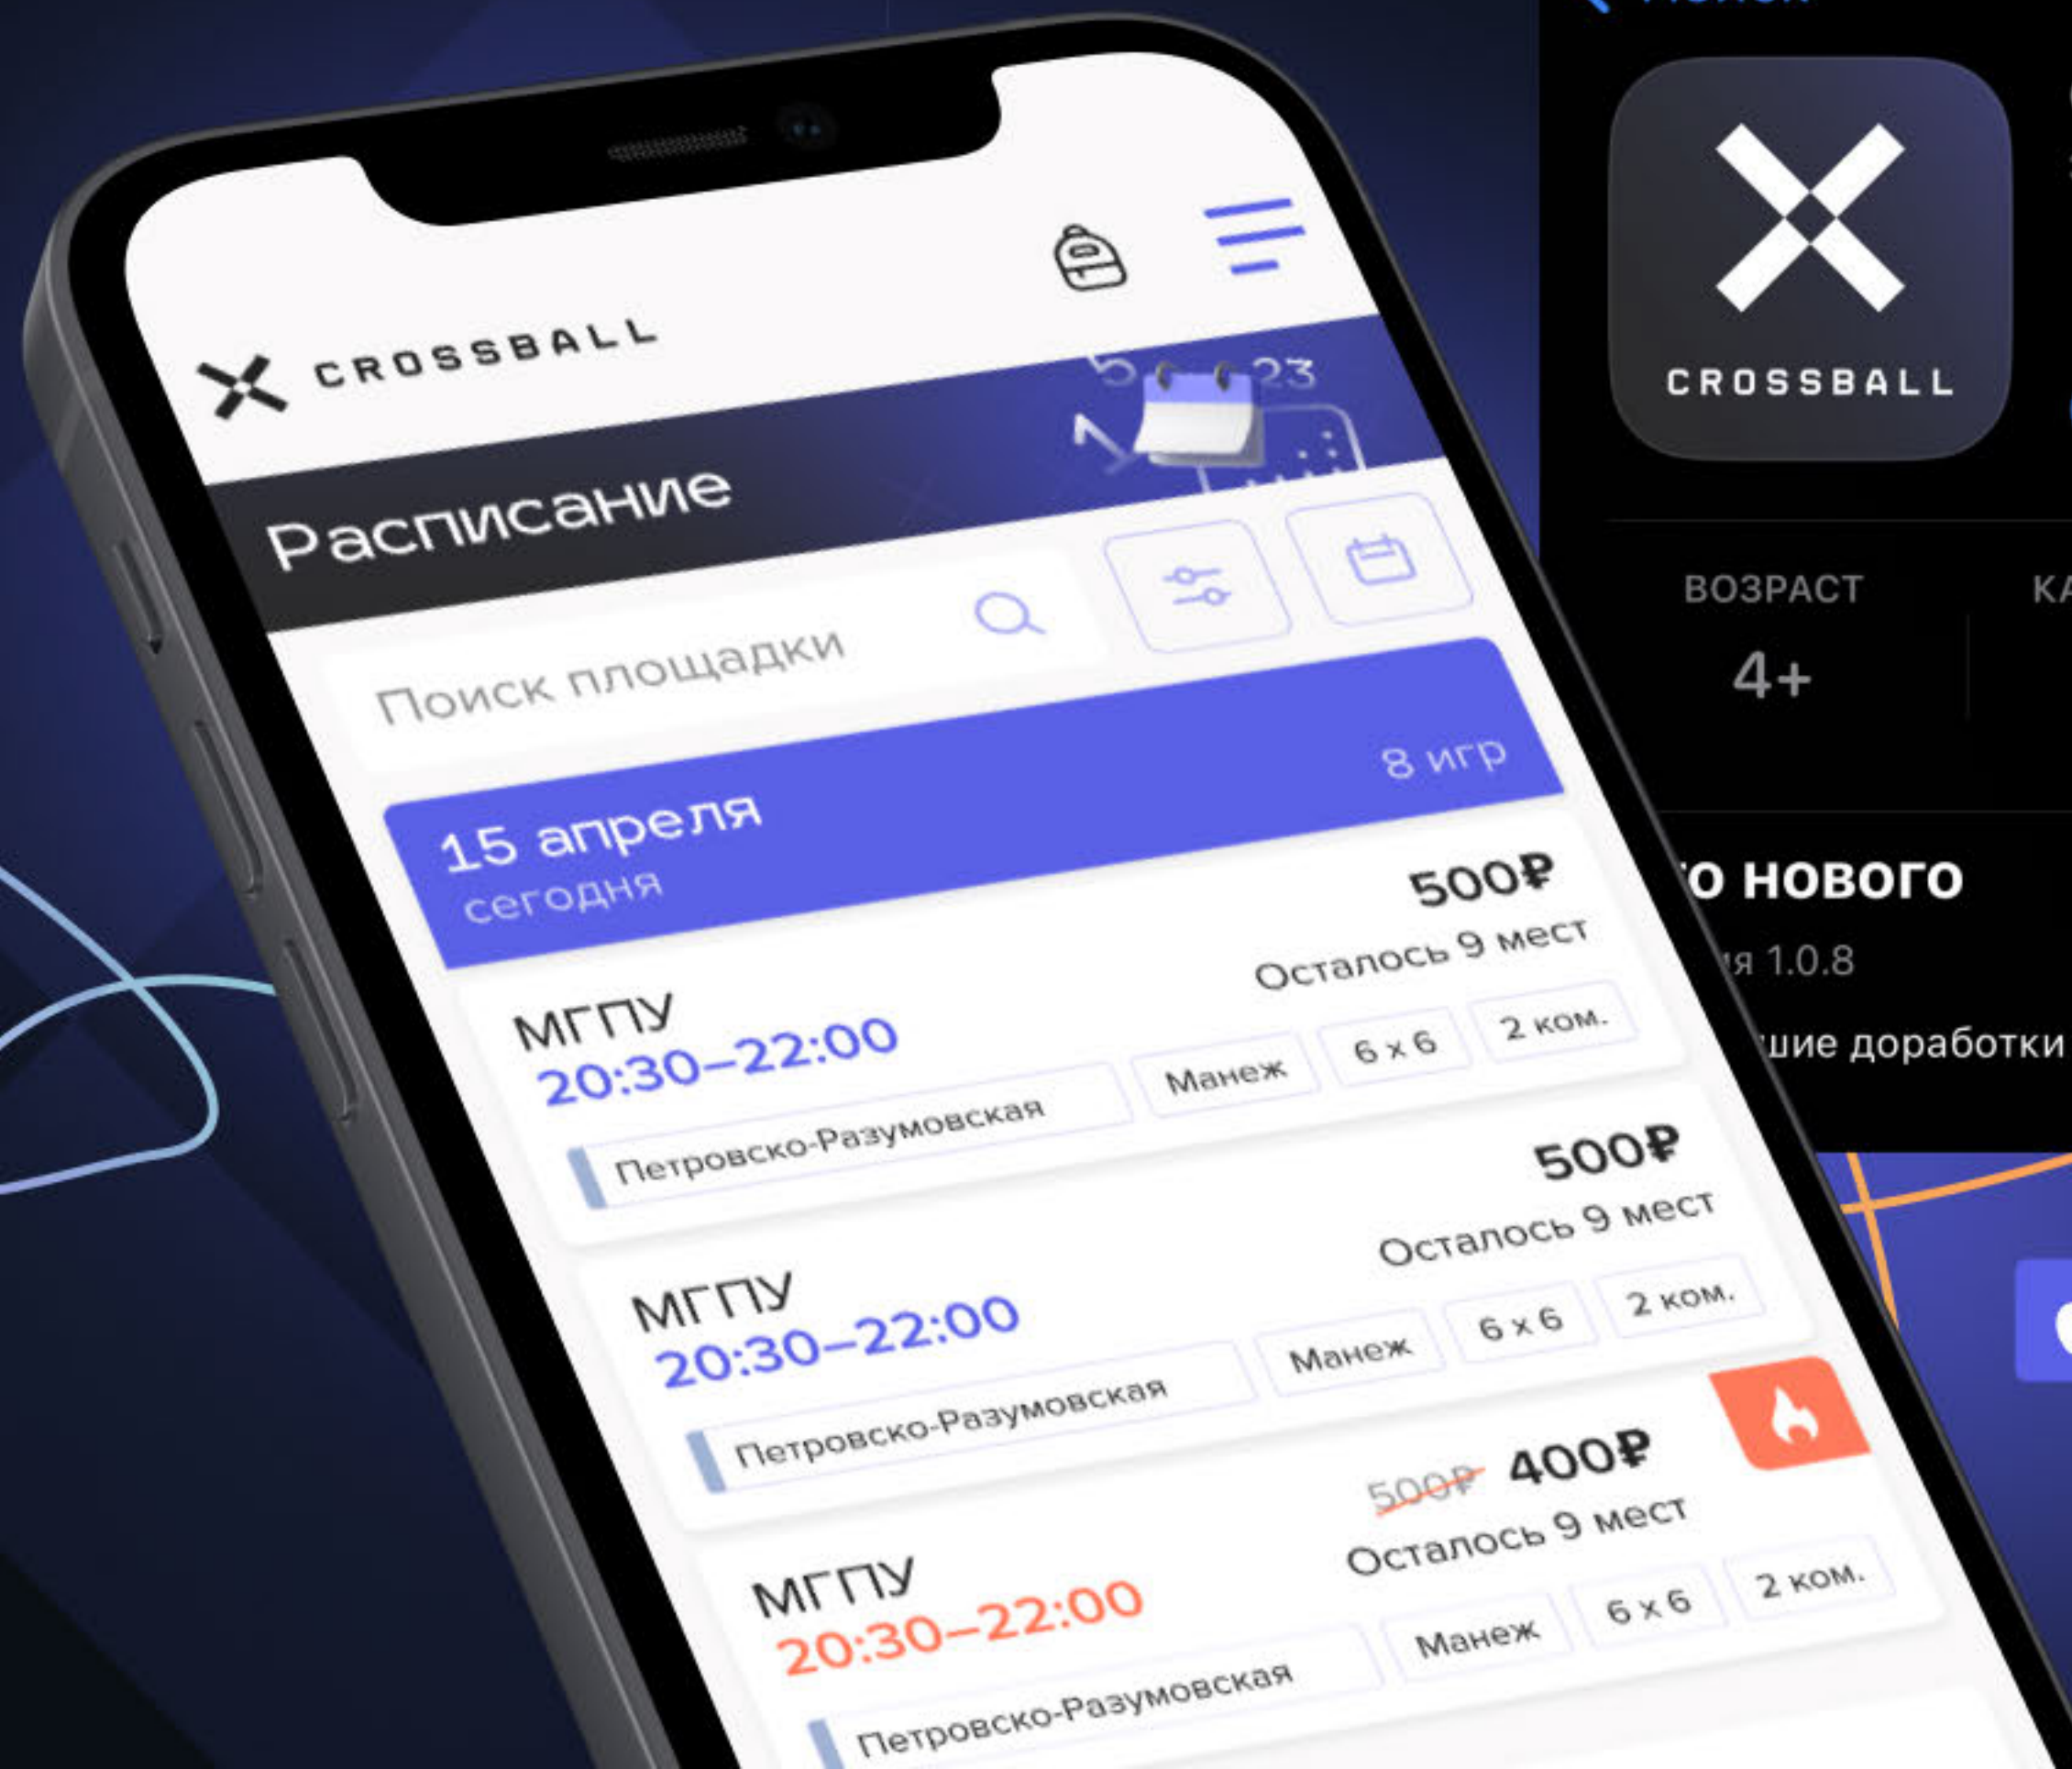 CROSSBALL
5 23
1
Расписание
Поиск площадки
15 апреля
8 игр
сегодня
500₽
Осталось 9 мест
МГПУ
20:30–22:00
Петровско-Разумовская
Манеж
6 x 6
2 ком.
500₽
Осталось 9 мест
МГПУ
20:30–22:00
Петровско-Разумовская
Манеж
6 x 6
2 ком.
500₽ 400₽
Осталось 9 мест
МГПУ
20:30–22:00
Петровско-Разумовская
Манеж
6 x 6
2 ком.
CROSSBALL
ВОЗРАСТ
4+
нового
1.0.8
доработки